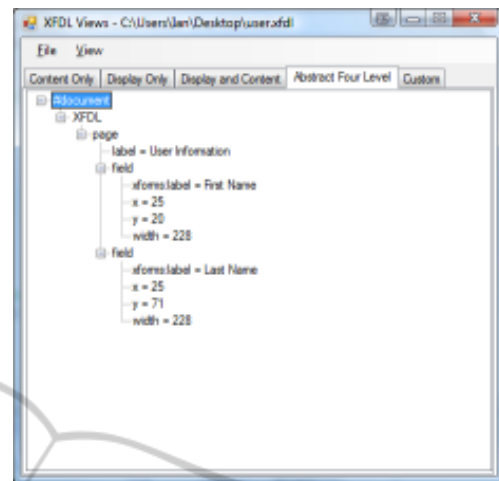 XFDL Views - C:\Users\Ian\Desktop\user.xfdl
File View
Content Only Display Only Display and Content Abstract Four Level Custom
#document
XFDL
page
label = User Information
field
xforms:label = First Name
x = 25
y = 20
width = 228
field
xforms:label = Last Name
x = 25
y = 71
width = 228